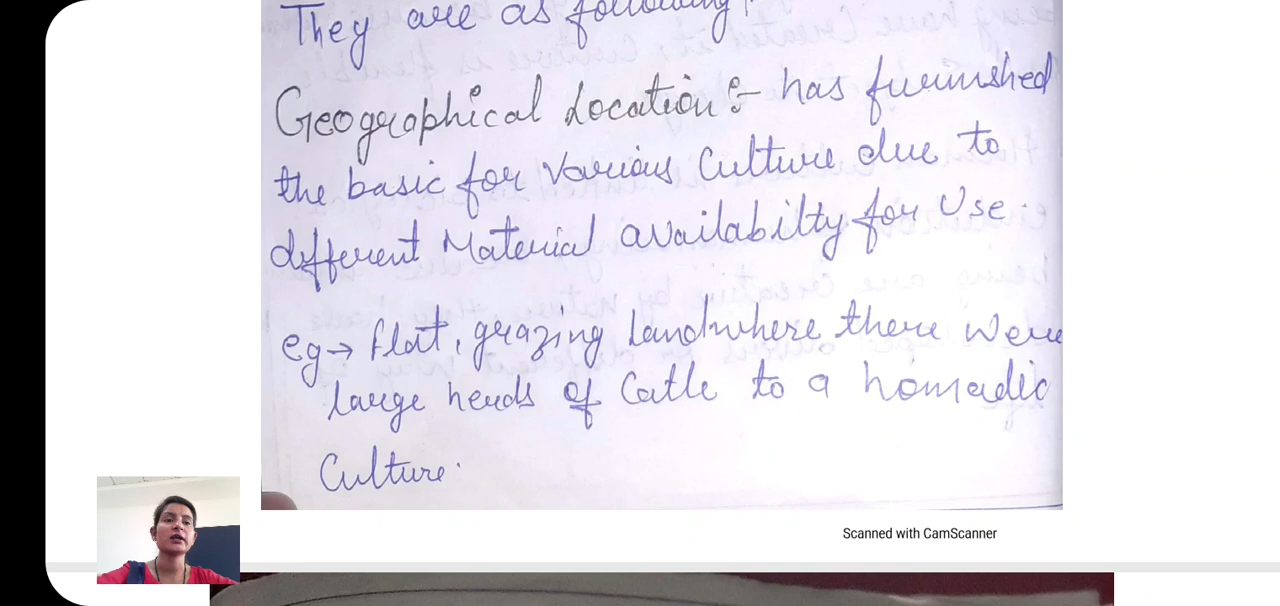 They are as following:
Geographical Location :- has furnished
the basic for various Culture due to
different Material availabilty for Use.
eg → flat, grazing Land where there were
large herds of Catle to a nomadic
Culture.
Scanned with CamScanner